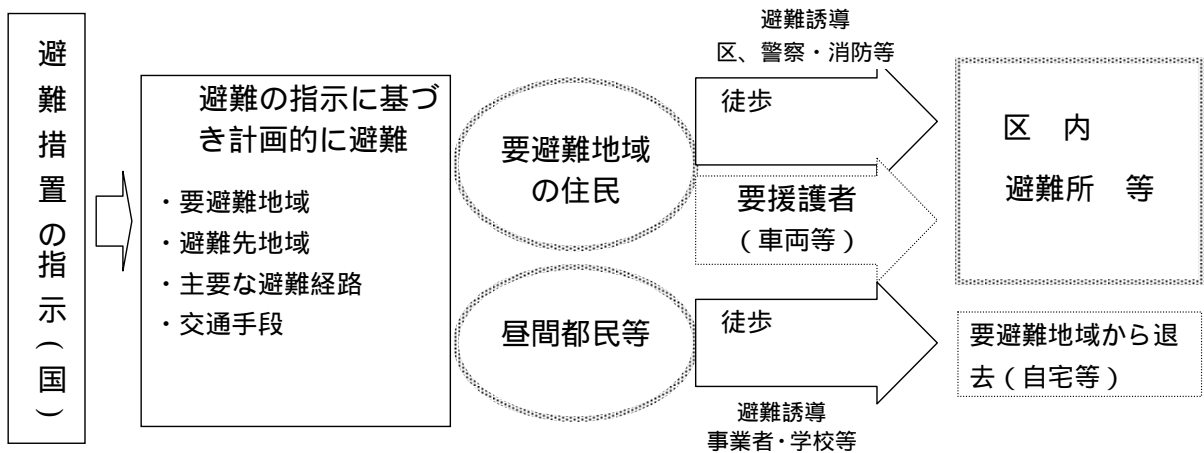 避難措置の指示(国)
避難の指示に基づ
き計画的に避難
・要避難地域
・避難先地域
・主要な避難経路
・交通手段
要避難地域
の住民
昼間都民等
避難誘導
区、警察・消防等
徒歩
要援護者
(車両等)
徒歩
避難誘導
事業者・学校等
区 内
避難所 等
要避難地域から退
去(自宅等)